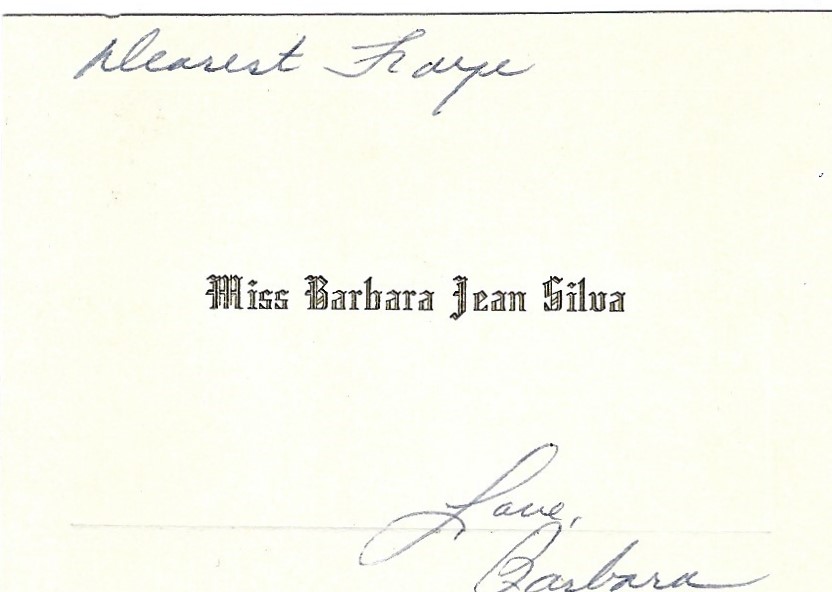 Dearest Faye
Miss Barbara Jean Silva
Love,
Barbara